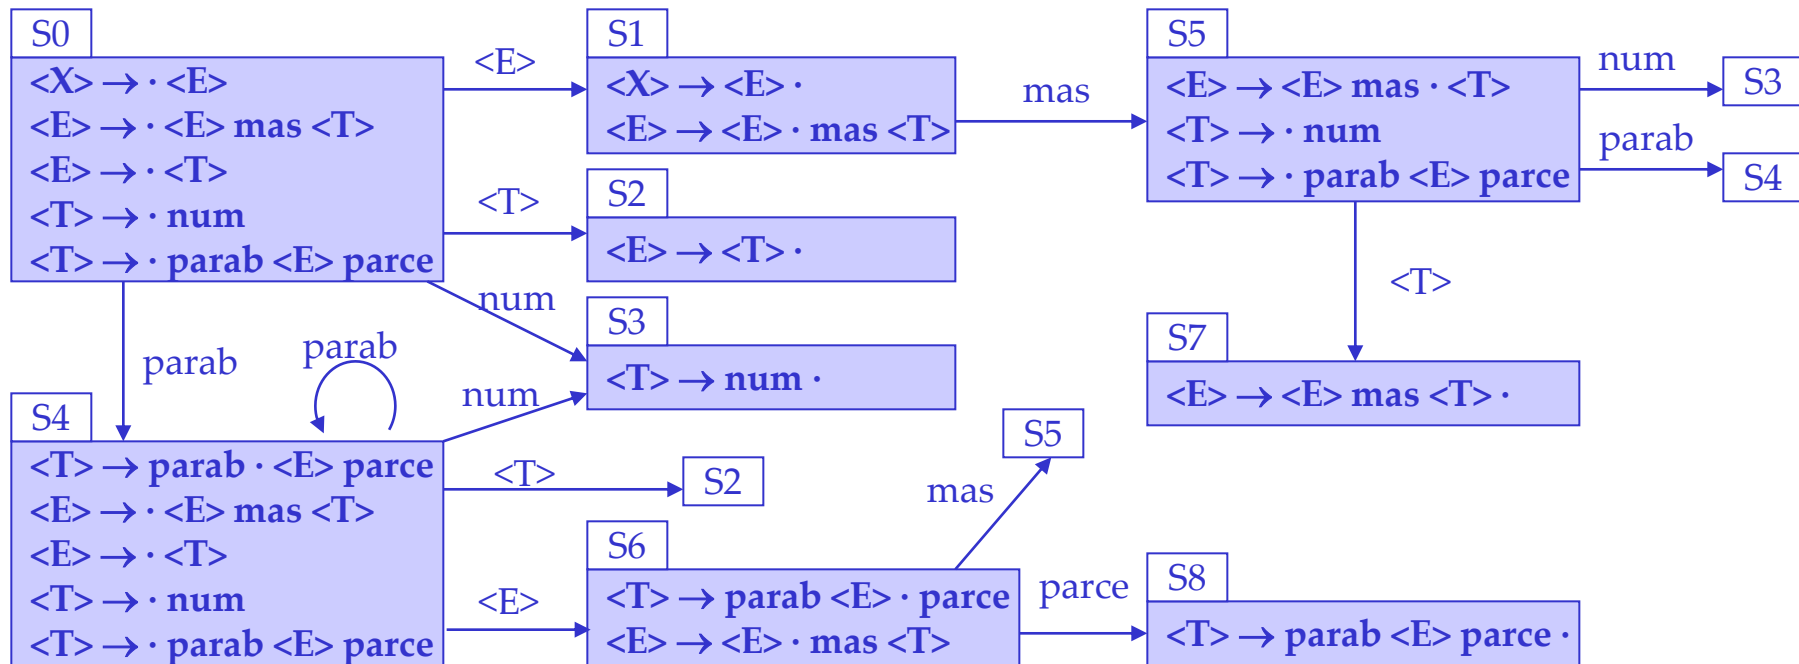 S0
<X> → · <E>
<E> → · <E> mas <T>
<E> → · <T>
<T> → · num
<T> → · parab <E> parce
<E>
<T>
num
parab
S1
<X> → <E> ·
<E> → <E> · mas <T>
mas
S2
<E> → <T> ·
S3
<T> → num ·
S5
<E> → <E> mas · <T>
<T> → · num
<T> → · parab <E> parce
num
S3
parab
S4
<T>
S7
<E> → <E> mas <T> ·
S4
<T> → parab · <E> parce
<E> → · <E> mas <T>
<E> → · <T>
<T> → · num
<T> → · parab <E> parce
parab
num
<T>
S2
<E>
S6
<T> → parab <E> · parce
<E> → <E> · mas <T>
mas
S5
parce
S8
<T> → parab <E> parce ·